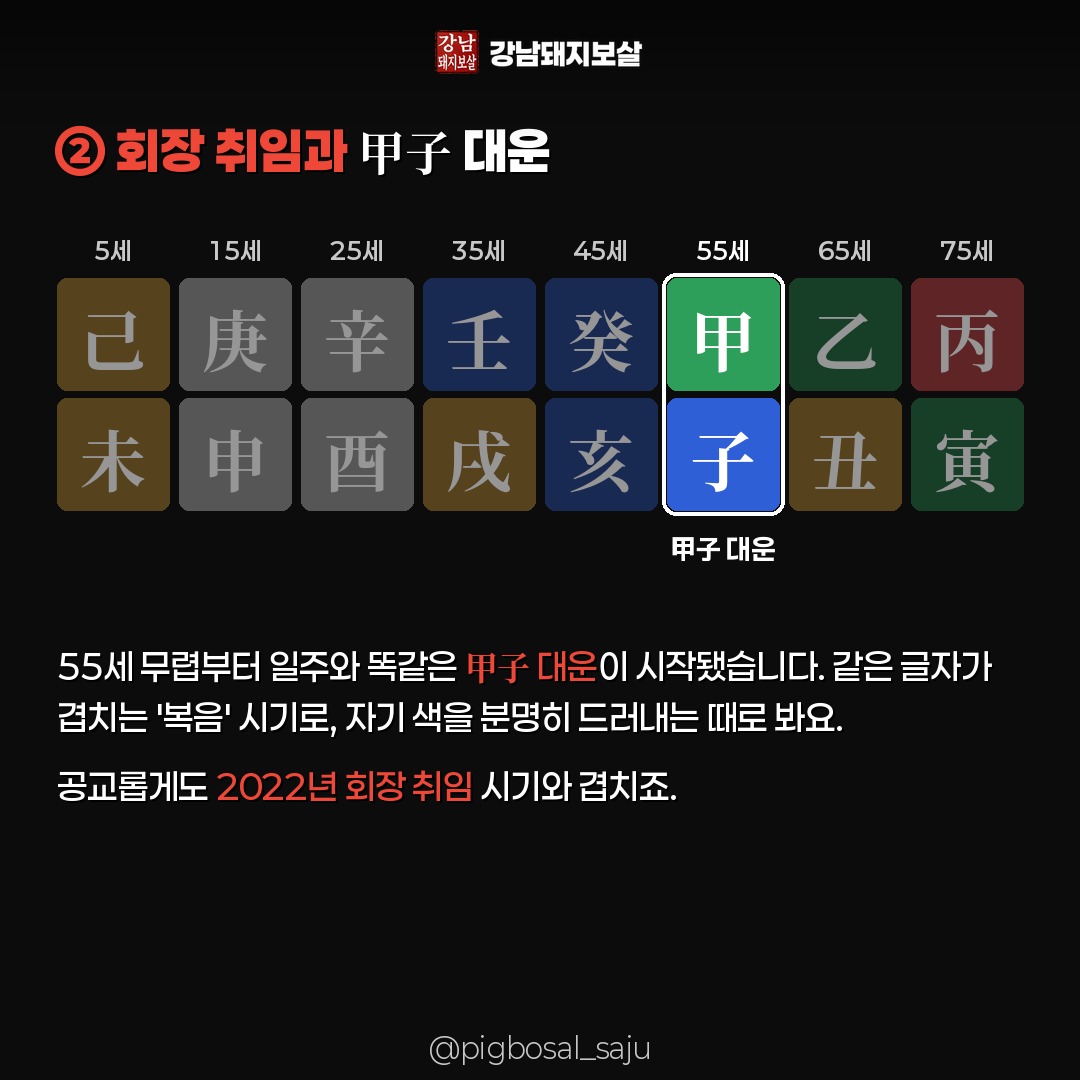 강남
돼지보살
강남돼지보살
② 회장 취임과 甲子 대운
5세 15세 25세 35세 45세 55세 65세 75세
己 庚 辛 壬 癸 甲 乙 丙
未 申 酉 戌 亥 子 丑 寅
甲子 대운
55세 무렵부터 일주와 똑같은 甲子 대운이 시작됐습니다. 같은 글자가
겹치는 '복음' 시기로, 자기 색을 분명히 드러내는 때로 봐요.
공교롭게도 2022년 회장 취임 시기와 겹치죠.
@pigbosal_saju